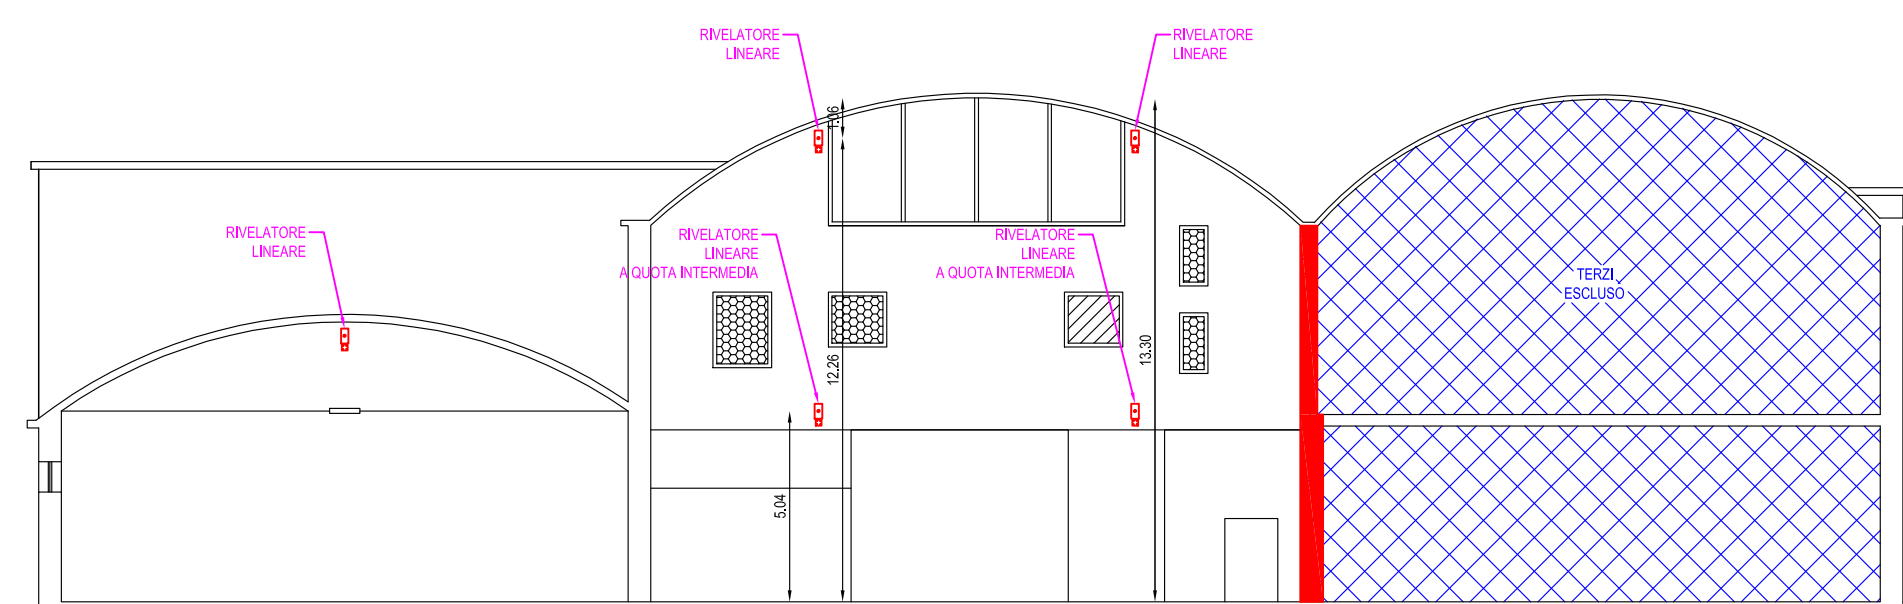 RIVELATORE
LINEARE
RIVELATORE
LINEARE
1.06
RIVELATORE
LINEARE
RIVELATORE
LINEARE
A QUOTA INTERMEDIA
RIVELATORE
LINEARE
A QUOTA INTERMEDIA
TERZI
ESCLUSO
12.26
13.30
5.04